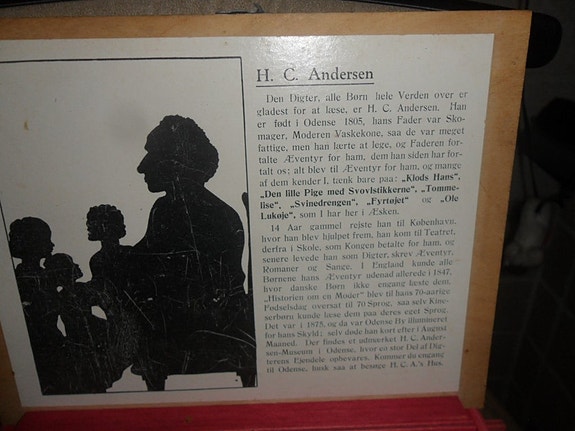 H. C. Andersen
Den Digter, alle Børn hele Verden over er
gladest for at læse, er H. C. Andersen. Han
er født i Odense 1805, hans Fader var Sko-
mager, Moderen Vaskekone, saa de var meget
fattige, men han lærte at lege, og Faderen for-
talte Æventyr for ham, dem han siden har for-
talt os: alt blev til Æventyr for ham, og mange
af dem kender I, tænk bare paa: „Klods Hans“,
„Den lille Pige med Svovlstikkerne“, „Tomme-
lise“, „Svinedrengen“, „Fyrtøjet“ og „Ole
Lukøje“, som I har her i Æsken.
14 Aar gammel rejste han til København,
hvor han blev hjulpet frem, han kom til Teatret,
derfra i Skole, som Kongen betalte for ham, og
senere levede han som Digter, skrev Æventyr,
Romaner og Sange. I England kunde alle
Børnene hans Æventyr udenad allerede i 1847,
hvor danske Børn ikke engang læste dem.
„Historien om en Moder“ blev til hans 70-aarige
Fødselsdag oversat til 70 Sprog, saa selv Kine-
serbørn kunde læse dem paa deres eget Sprog.
Det var i 1875, og da var Odense By illumineret
for hans Skyld; selv døde han kort efter i August
Maaned. Der findes et udmærket H. C. Ander-
sen-Museum i Odense, hvor en stor Del af Dig-
terens Ejendele opbevares. Kommer du engang
til Odense, husk saa at besøge H. C. A.'s Hus.